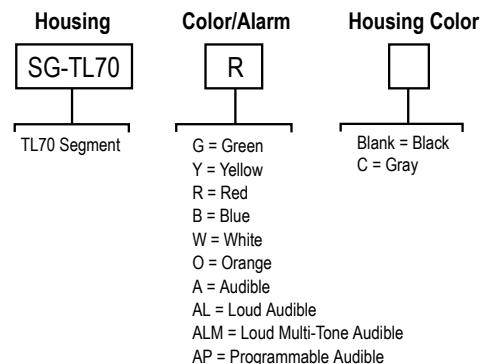 Housing
SG-TL70
TL70 Segment
Color/Alarm
R
G = Green
Y = Yellow
R = Red
B = Blue
W = White
O = Orange
A = Audible
AL = Loud Audible
ALM = Loud Multi-Tone Audible
AP = Programmable Audible
Housing Color
Blank = Black
C = Gray